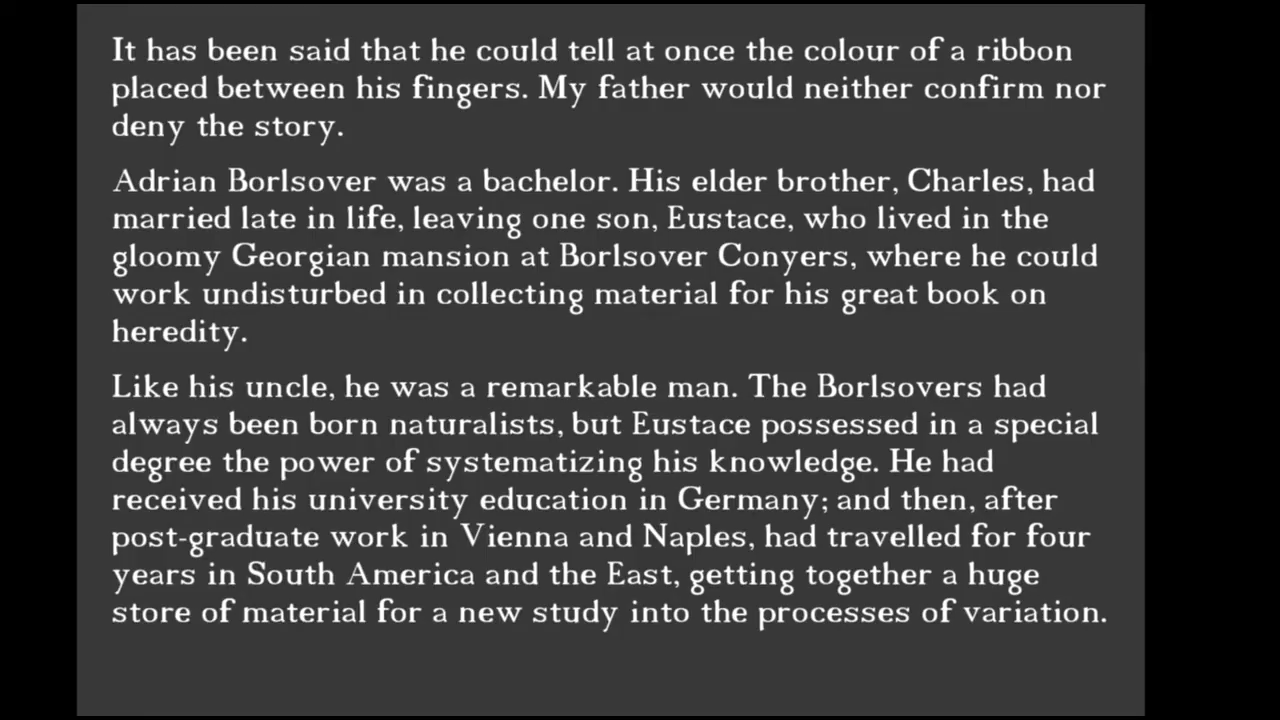 It has been said that he could tell at once the colour of a ribbon
placed between his fingers. My father would neither confirm nor
deny the story.
Adrian Borlsover was a bachelor. His elder brother, Charles, had
married late in life, leaving one son, Eustace, who lived in the
gloomy Georgian mansion at Borlsover Conyers, where he could
work undisturbed in collecting material for his great book on
heredity.
Like his uncle, he was a remarkable man. The Borlsovers had
always been born naturalists, but Eustace possessed in a special
degree the power of systematizing his knowledge. He had
received his university education in Germany; and then, after
post-graduate work in Vienna and Naples, had travelled for four
years in South America and the East, getting together a huge
store of material for a new study into the processes of variation.